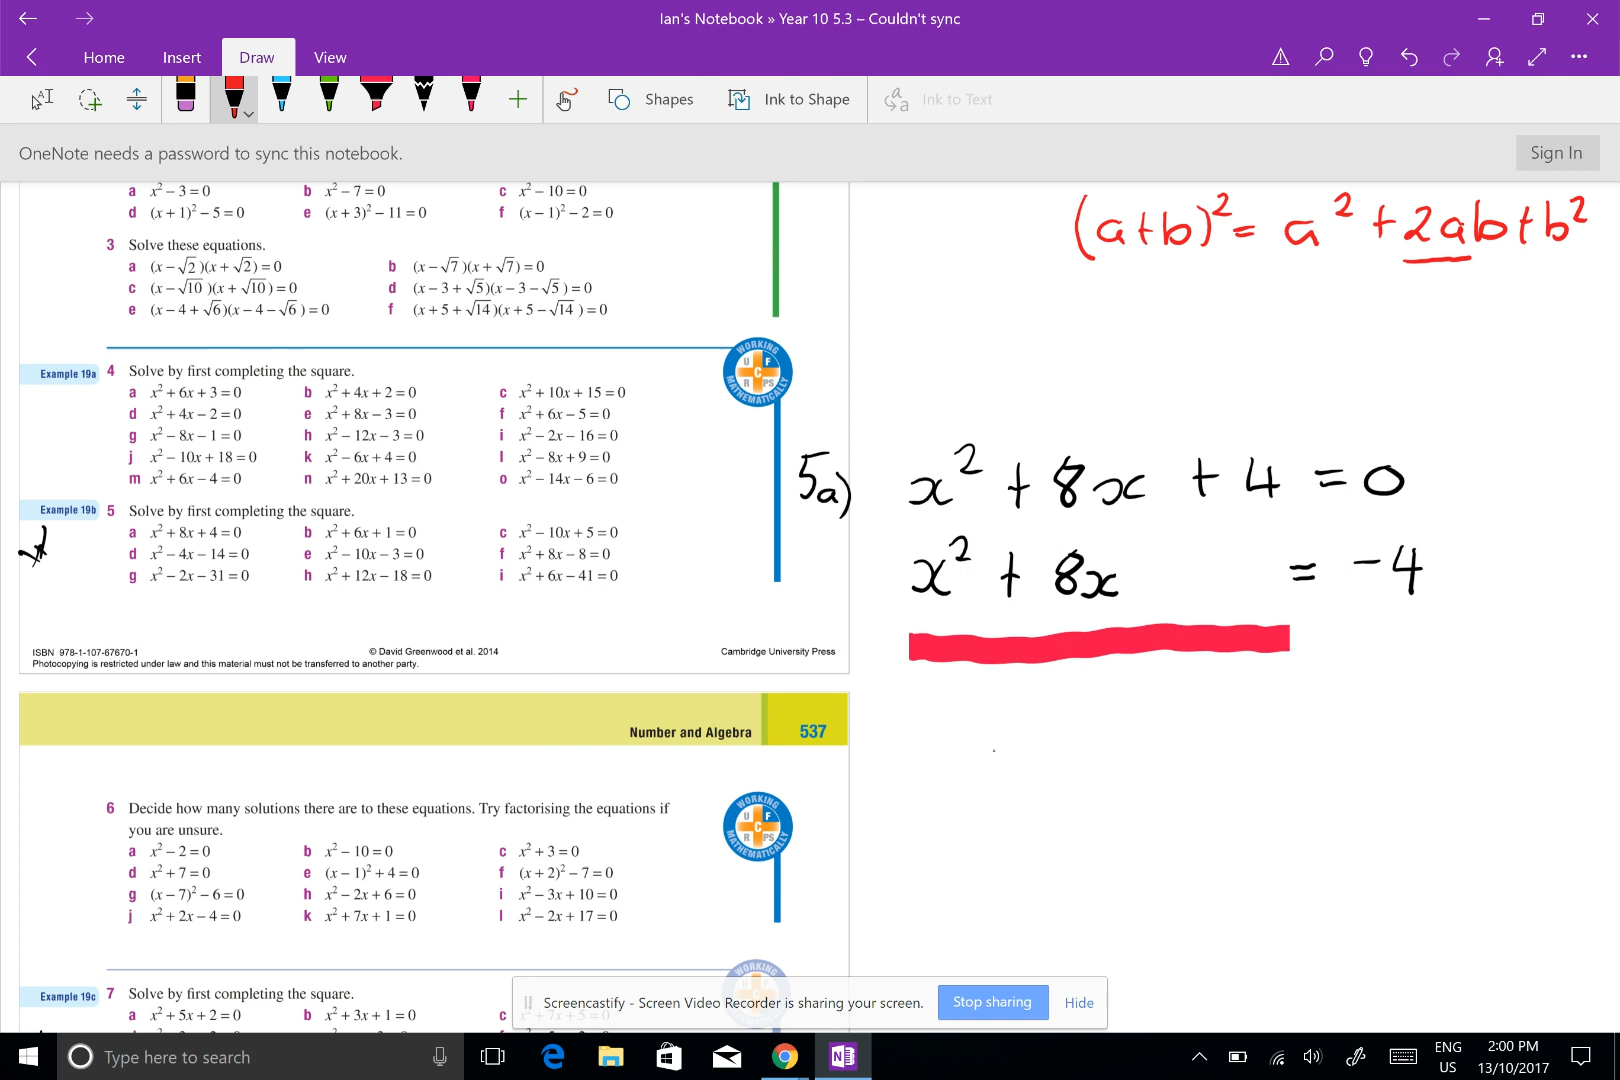 Ian's Notebook » Year 10 5.3 – Couldn't sync
Home Insert Draw View
Shapes Ink to Shape Ink to Text
OneNote needs a password to sync this notebook. Sign In
a x² – 3 = 0 b x² – 7 = 0 c x² – 10 = 0
d (x + 1)² – 5 = 0 e (x + 3)² – 11 = 0 f (x – 1)² – 2 = 0
3 Solve these equations.
a (x – √2)(x + √2) = 0 b (x – √7)(x + √7) = 0
c (x – √10)(x + √10) = 0 d (x – 3 + √5)(x – 3 – √5) = 0
e (x – 4 + √6)(x – 4 – √6) = 0 f (x + 5 + √14)(x + 5 – √14) = 0
Example 19a 4 Solve by first completing the square.
a x² + 6x + 3 = 0 b x² + 4x + 2 = 0 c x² + 10x + 15 = 0
d x² + 4x – 2 = 0 e x² + 8x – 3 = 0 f x² + 6x – 5 = 0
g x² – 8x – 1 = 0 h x² – 12x – 3 = 0 i x² – 2x – 16 = 0
j x² – 10x + 18 = 0 k x² – 6x + 4 = 0 l x² – 8x + 9 = 0
m x² + 6x – 4 = 0 n x² + 20x + 13 = 0 o x² – 14x – 6 = 0
WORKING
U F
C
R PS
MATHEMATICALLY
Example 19b 5 Solve by first completing the square.
a x² + 8x + 4 = 0 b x² + 6x + 1 = 0 c x² – 10x + 5 = 0
d x² – 4x – 14 = 0 e x² – 10x – 3 = 0 f x² + 8x – 8 = 0
g x² – 2x – 31 = 0 h x² + 12x – 18 = 0 i x² + 6x – 41 = 0
ISBN 978-1-107-67670-1 © David Greenwood et al. 2014 Cambridge University Press
Photocopying is restricted under law and this material must not be transferred to another party.
Number and Algebra 537
6 Decide how many solutions there are to these equations. Try factorising the equations if
you are unsure.
a x² – 2 = 0 b x² – 10 = 0 c x² + 3 = 0
d x² + 7 = 0 e (x – 1)² + 4 = 0 f (x + 2)² – 7 = 0
g (x – 7)² – 6 = 0 h x² – 2x + 6 = 0 i x² – 3x + 10 = 0
j x² + 2x – 4 = 0 k x² + 7x + 1 = 0 l x² – 2x + 17 = 0
WORKING
U F
C
R PS
MATHEMATICALLY
WORKING
Example 19c 7 Solve by first completing the square.
a x² + 5x + 2 = 0 b x² + 3x + 1 = 0 c x² + 7x + 5 = 0
(a+b)² = a² + 2ab + b²
5a) x² + 8x + 4 = 0
x² + 8x = -4
Screencastify - Screen Video Recorder is sharing your screen. Stop sharing Hide
Type here to search
ENG 2:00 PM
US 13/10/2017